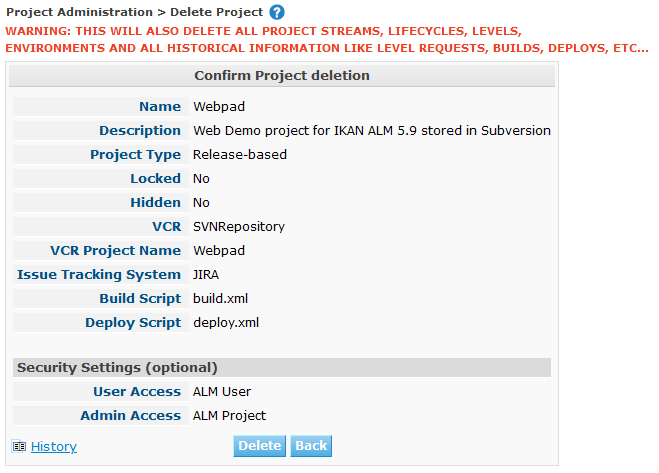 Project Administration > Delete Project ?
WARNING: THIS WILL ALSO DELETE ALL PROJECT STREAMS, LIFECYCLES, LEVELS,
ENVIRONMENTS AND ALL HISTORICAL INFORMATION LIKE LEVEL REQUESTS, BUILDS, DEPLOYS, ETC...
Confirm Project deletion
Name Webpad
Description Web Demo project for IKAN ALM 5.9 stored in Subversion
Project Type Release-based
Locked No
Hidden No
VCR SVNRepository
VCR Project Name Webpad
Issue Tracking System JIRA
Build Script build.xml
Deploy Script deploy.xml
Security Settings (optional)
User Access ALM User
Admin Access ALM Project
History Delete Back